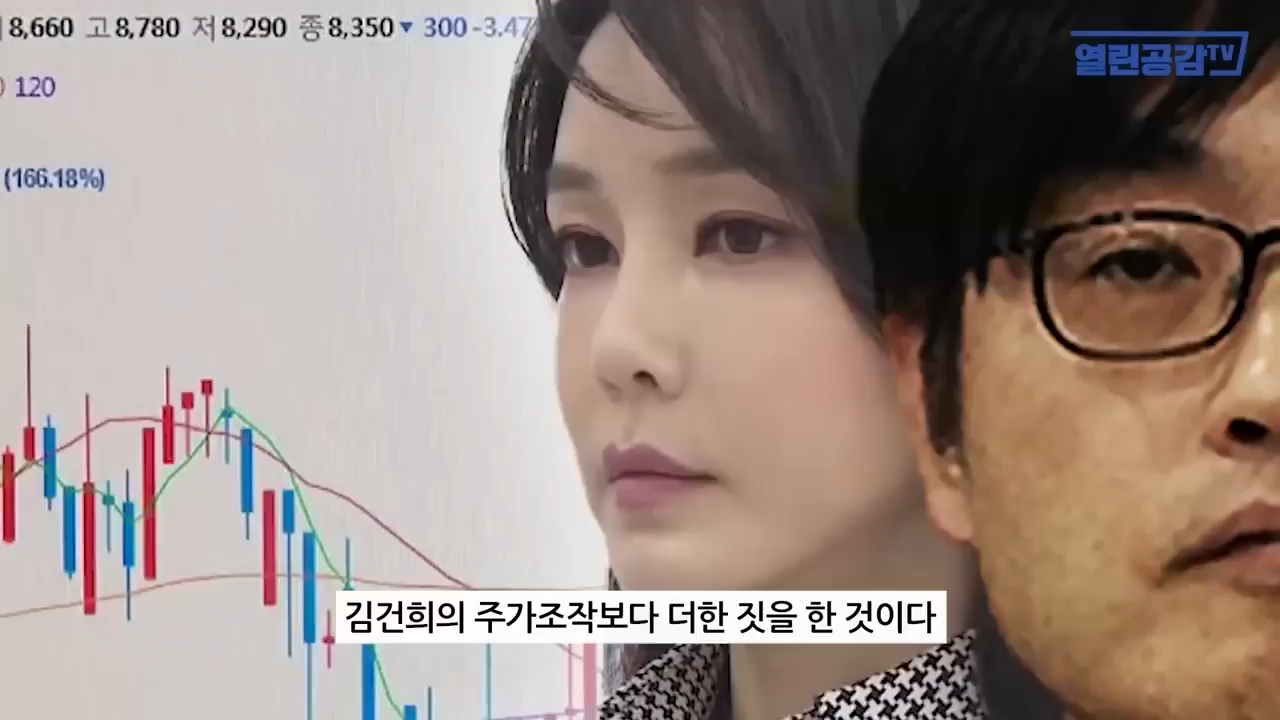 8,660 고 8,780 저 8,290 종 8,350 ▼ 300 -3.47
열린공감TV
120
(166.18%)
김건희의 주가조작보다 더한 짓을 한 것이다